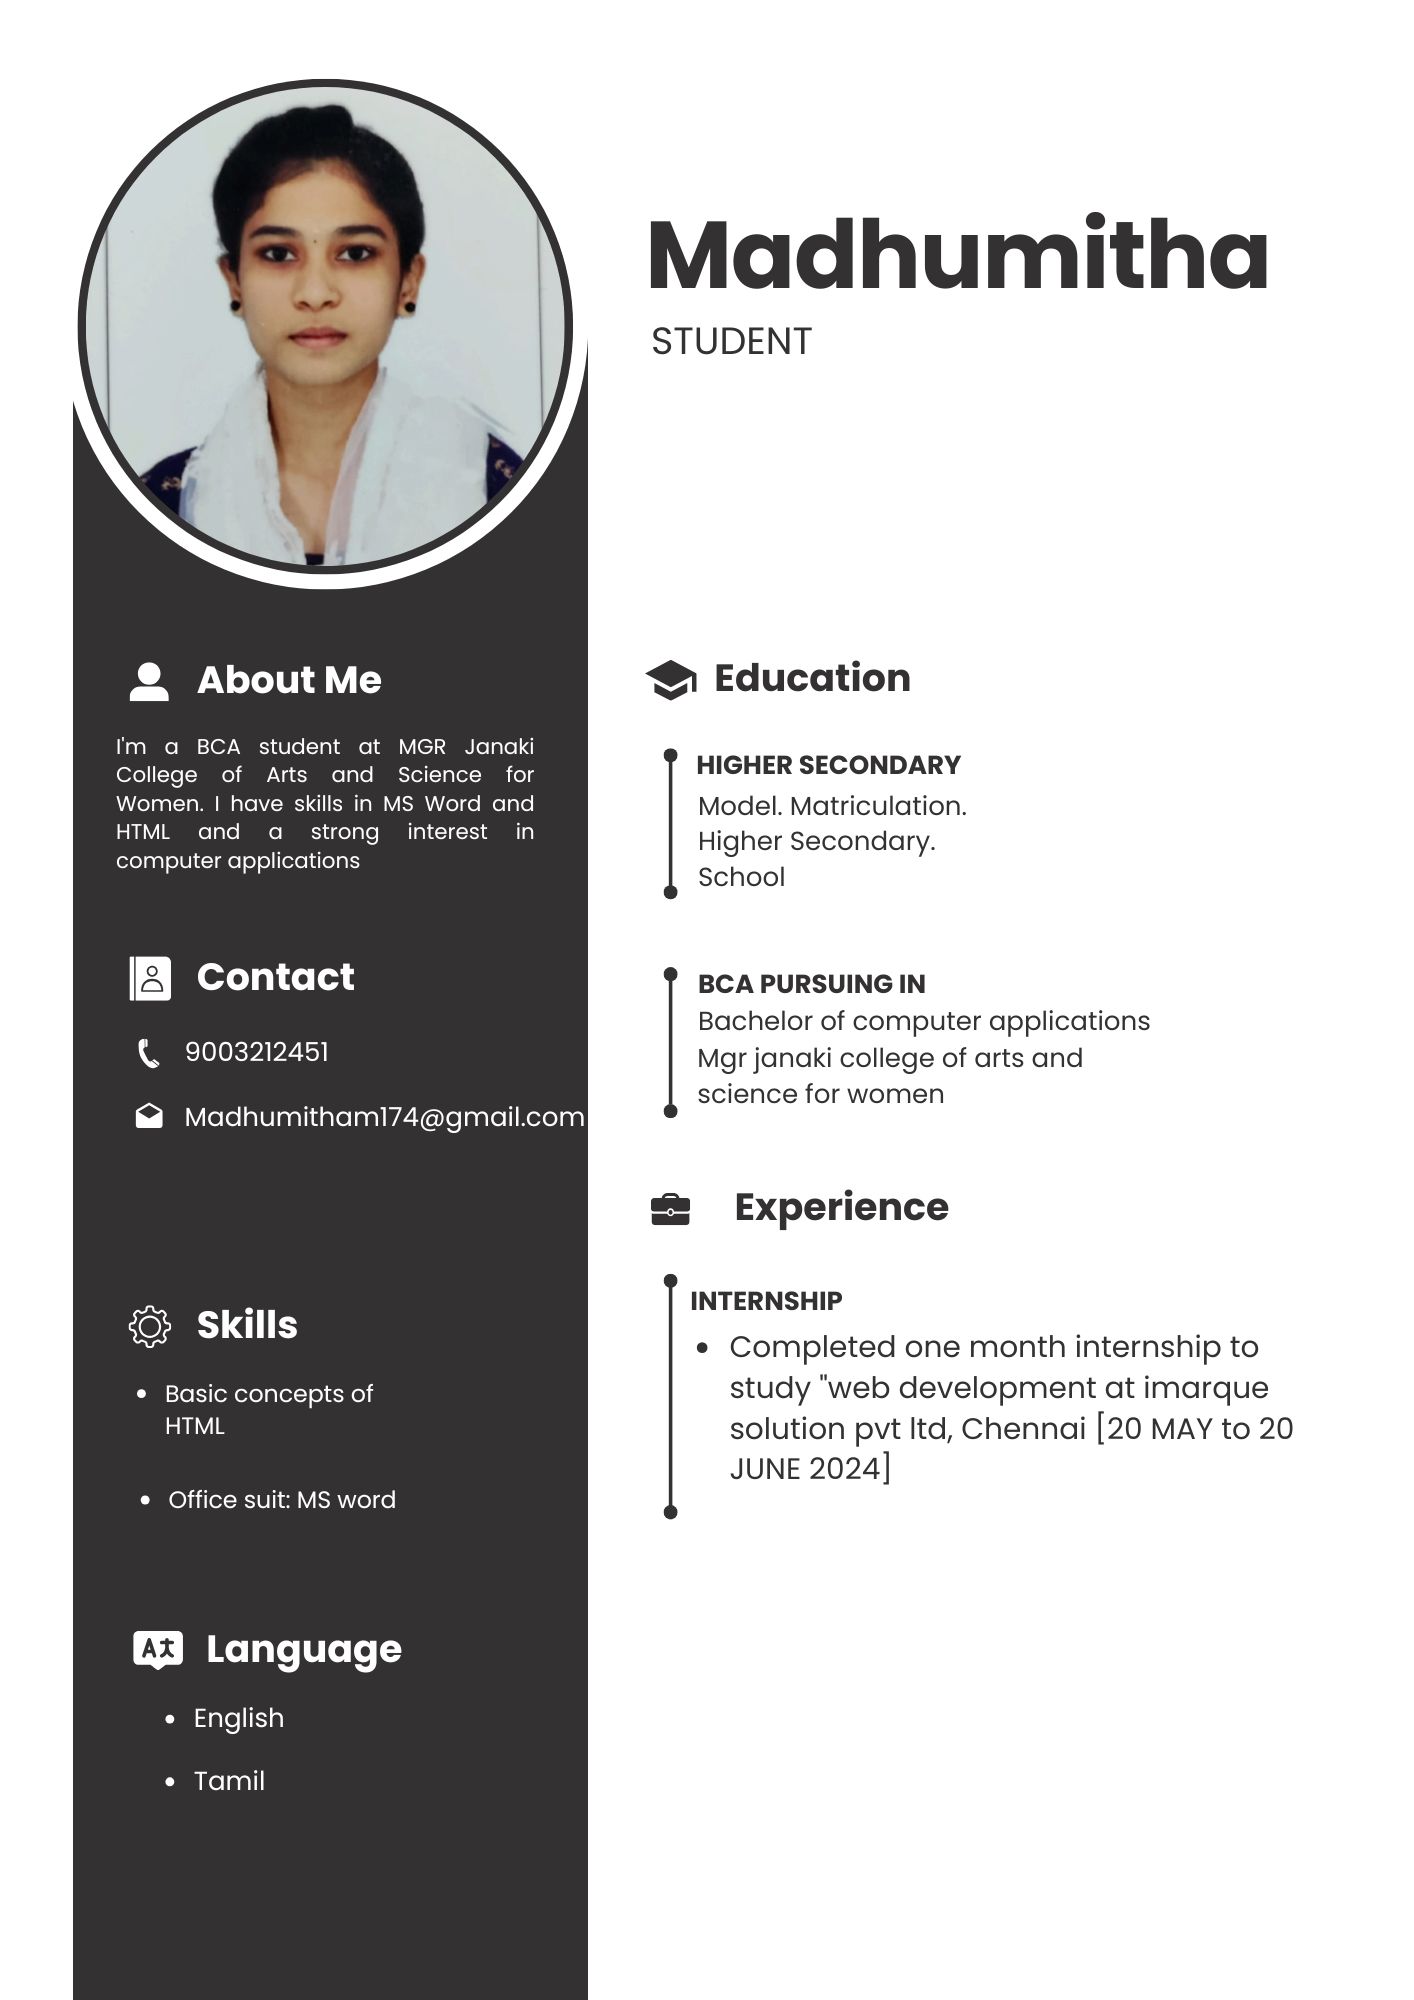 Madhumitha
STUDENT
About Me
I'm a BCA student at MGR Janaki
College of Arts and Science for
Women. I have skills in MS Word and
HTML and a strong interest in
computer applications
Contact
9003212451
Madhumitham174@gmail.com
Skills
• Basic concepts of
HTML
• Office suit: MS word
Language
• English
• Tamil
Education
HIGHER SECONDARY
Model. Matriculation.
Higher Secondary.
School
BCA PURSUING IN
Bachelor of computer applications
Mgr janaki college of arts and
science for women
Experience
INTERNSHIP
• Completed one month internship to
study "web development at imarque
solution pvt ltd, Chennai [20 MAY to 20
JUNE 2024]